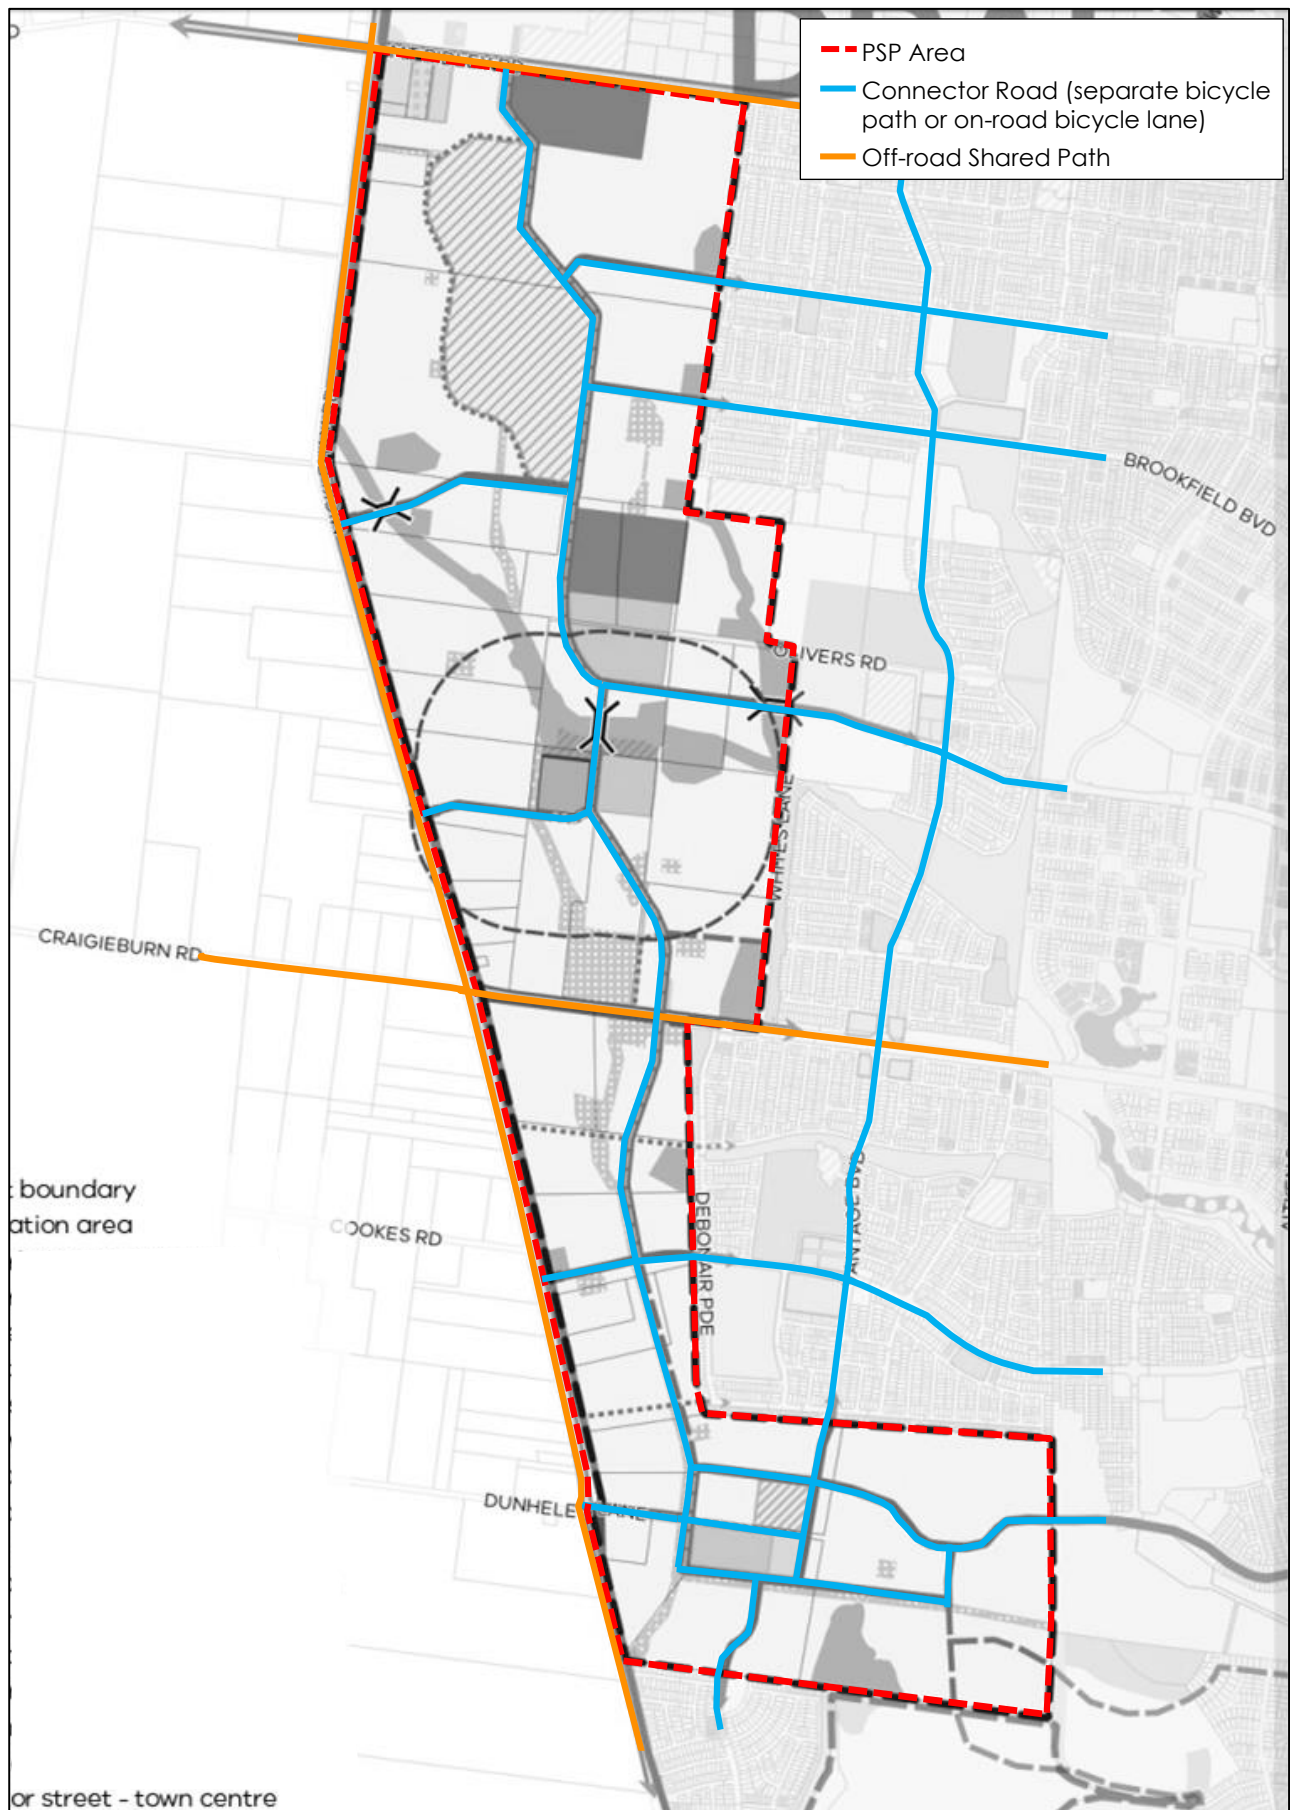 PSP Area
Connector Road (separate bicycle
path or on-road bicycle lane)
Off-road Shared Path
BROOKFIELD BVD
OLIVERS RD
WHITES LANE
CRAIGIEBURN RD
boundary
ation area
COOKES RD
DEBONAIR PDE
DUNHELEN LANE
or street - town centre